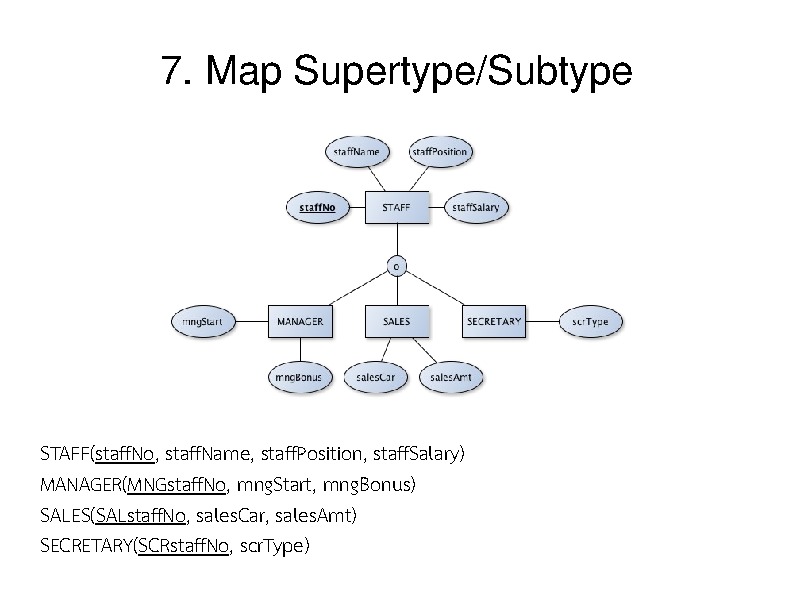 7. Map Supertype/Subtype
staffName
staffPosition
staffNo
STAFF
staffSalary
o
mngStart
MANAGER
SALES
SECRETARY
scrType
mngBonus
salesCar
salesAmt
STAFF(staffNo, staffName, staffPosition, staffSalary)
MANAGER(MNGstaffNo, mngStart, mngBonus)
SALES(SALstaffNo, salesCar, salesAmt)
SECRETARY(SCRstaffNo, scrType)